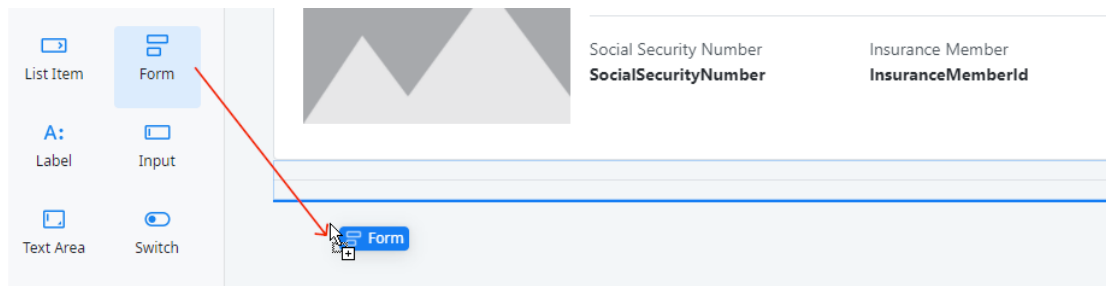 List Item
Form
A:
Label
Input
Text Area
Switch
Social Security Number
SocialSecurityNumber
Insurance Member
InsuranceMemberId
Form